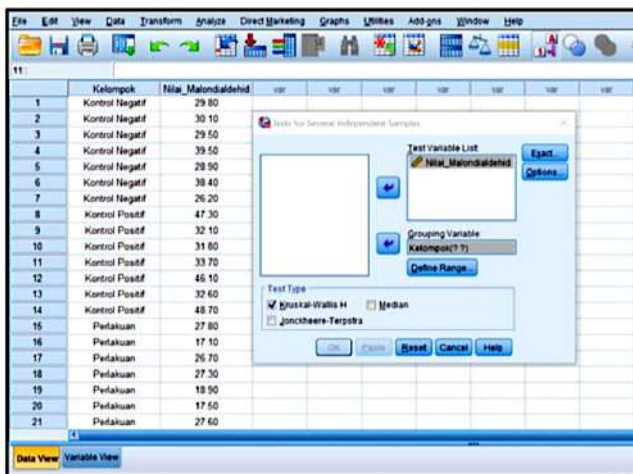 File Edit View Data Transform Analyze Direct Marketing Graphs Utilities Add-ons Window Help
11 :
Kelompok Nilai_Malondialdehid var var var var var var var
1 Kontrol Negatif 29.80
2 Kontrol Negatif 30.10
3 Kontrol Negatif 29.50
4 Kontrol Negatif 39.50
5 Kontrol Negatif 28.90
6 Kontrol Negatif 38.40
7 Kontrol Negatif 26.20
8 Kontrol Positif 47.30
9 Kontrol Positif 32.10
10 Kontrol Positif 31.80
11 Kontrol Positif 33.70
12 Kontrol Positif 46.10
13 Kontrol Positif 32.60
14 Kontrol Positif 48.70
15 Perlakuan 27.80
16 Perlakuan 17.10
17 Perlakuan 26.70
18 Perlakuan 27.30
19 Perlakuan 18.90
20 Perlakuan 17.50
21 Perlakuan 27.60
Tests for Several Independent Samples
Test Variable List:
Nilai_Malondialdehid
Exact...
Options...
Grouping Variable:
Kelompok(? ?)
Define Range...
Test Type
Kruskal-Wallis H Median
Jonckheere-Terpstra
OK Paste Reset Cancel Help
Data View Variable View